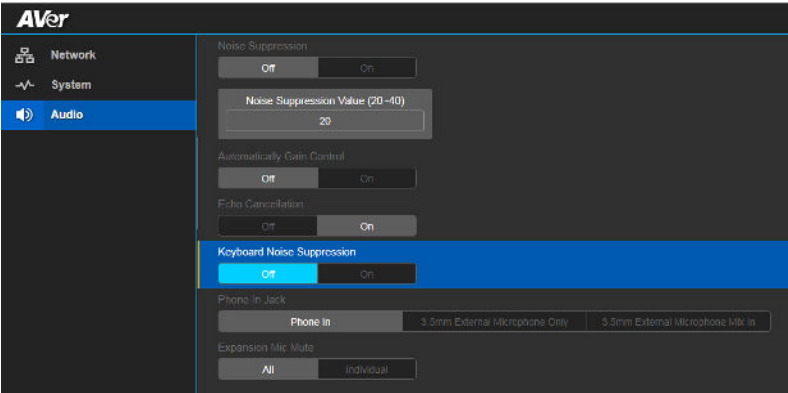 AVer
Network
System
Audio
Noise Suppression
Off On
Noise Suppression Value (20~40)
20
Automatically Gain Control
Off On
Echo Cancellation
Off On
Keyboard Noise Suppression
Off On
Phone In Jack
Phone In 3.5mm External Microphone Only 3.5mm External Microphone Mix In
Expansion Mic Mute
All Individual